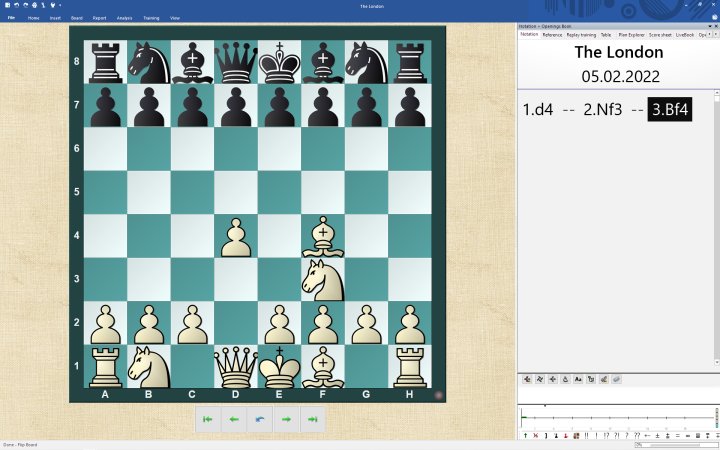 The London
File Home Insert Board Report Analysis Training View
Notation + Openings Book
Notation Reference Replay training Table Plan Explorer Score sheet LiveBook
The London
05.02.2022
1.d4 -- 2.Nf3 -- 3.Bf4
8
7
6
5
4
3
2
1
A B C D E F G H
Game - Flip Board